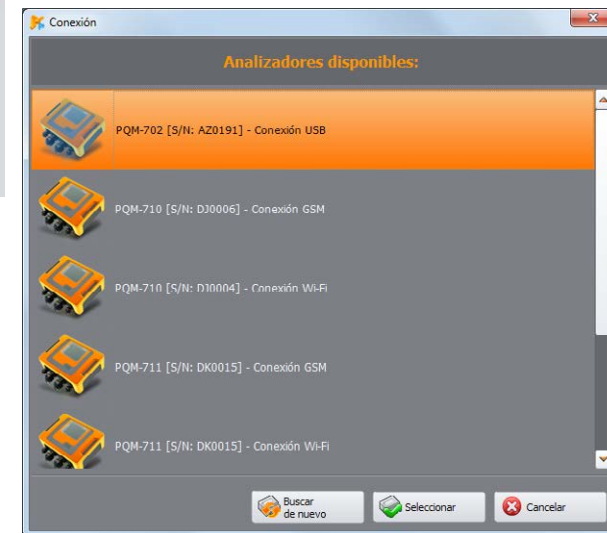 Conexión
Analizadores disponibles:
PQM-702 [S/N: AZ0191] - Conexión USB
PQM-710 [S/N: DJ0006] - Conexión GSM
PQM-710 [S/N: DJ0004] - Conexión Wi-Fi
PQM-711 [S/N: DK0015] - Conexión GSM
PQM-711 [S/N: DK0015] - Conexión Wi-Fi
Buscar
de nuevo
Seleccionar
Cancelar